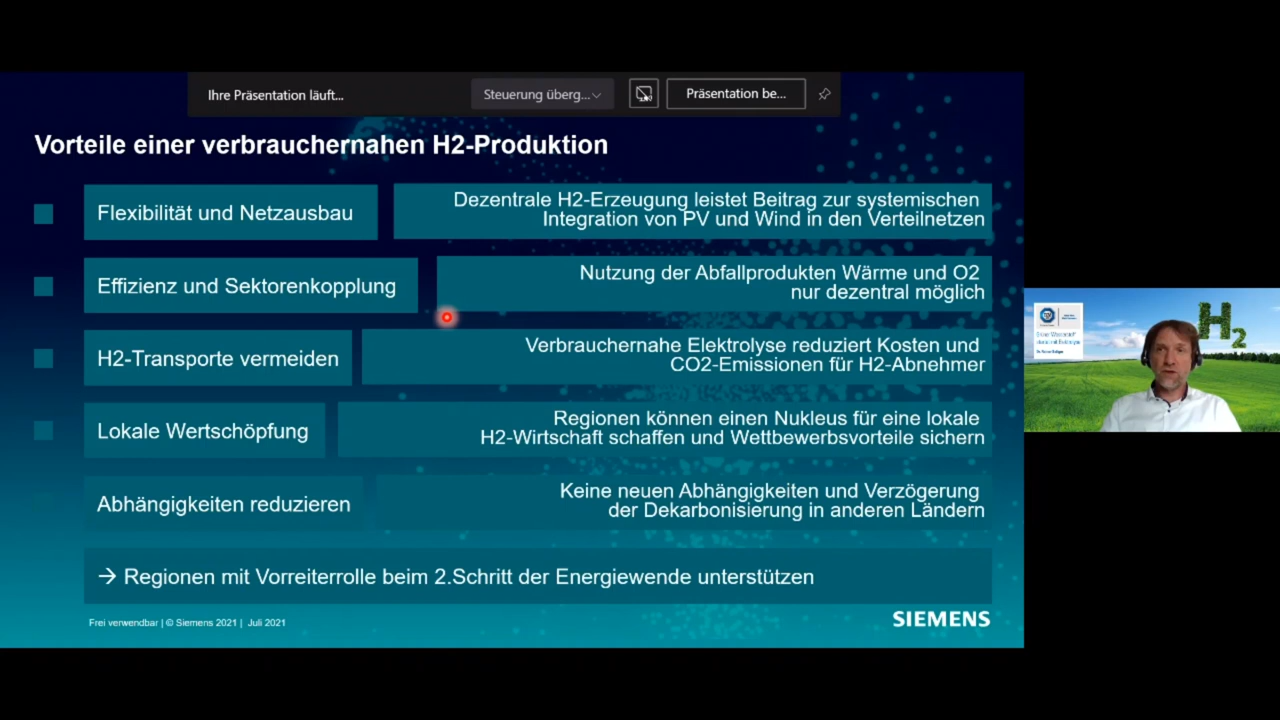 Ihre Präsentation läuft...
Steuerung überg...
Präsentation be...
Vorteile einer verbrauchernahen H2-Produktion
Flexibilität und Netzausbau
Dezentrale H2-Erzeugung leistet Beitrag zur systemischen
Integration von PV und Wind in den Verteilnetzen
Effizienz und Sektorenkopplung
Nutzung der Abfallprodukten Wärme und O2
nur dezentral möglich
H2-Transporte vermeiden
Verbrauchernahe Elektrolyse reduziert Kosten und
CO2-Emissionen für H2-Abnehmer
Lokale Wertschöpfung
Regionen können einen Nukleus für eine lokale
H2-Wirtschaft schaffen und Wettbewerbsvorteile sichern
Abhängigkeiten reduzieren
Keine neuen Abhängigkeiten und Verzögerung
der Dekarbonisierung in anderen Ländern
→ Regionen mit Vorreiterrolle beim 2.Schritt der Energiewende unterstützen
Frei verwendbar | © Siemens 2021 | Juli 2021
SIEMENS
H2